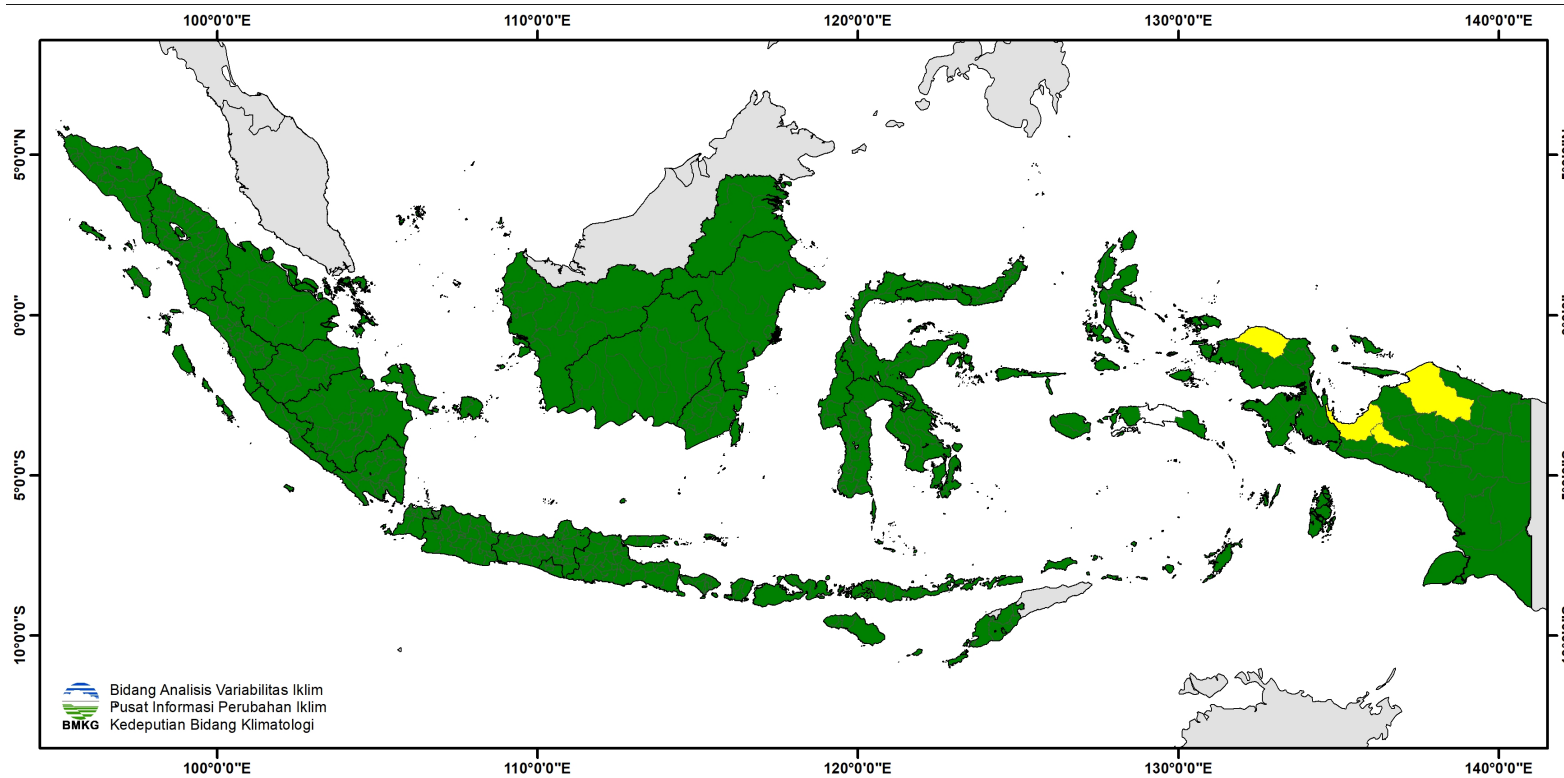 100°0'0"E 110°0'0"E 120°0'0"E 130°0'0"E 140°0'0"E
5°0'0"N
0°0'0"
5°0'0"S
10°0'0"S
Bidang Analisis Variabilitas Iklim
Pusat Informasi Perubahan Iklim
BMKG Kedeputian Bidang Klimatologi
100°0'0"E 110°0'0"E 120°0'0"E 130°0'0"E 140°0'0"E